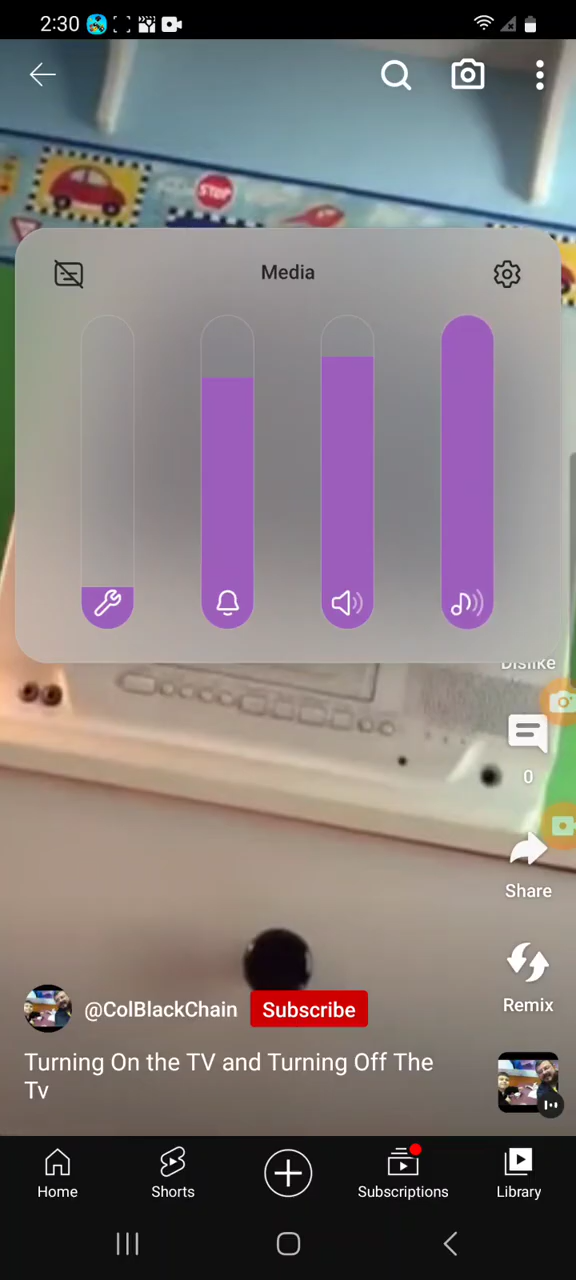 2:30
STOP
Media
Dislike
0
Share
Remix
@ColBlackChain
Subscribe
Turning On the TV and Turning Off The
Tv
Home
Shorts
Subscriptions
Library